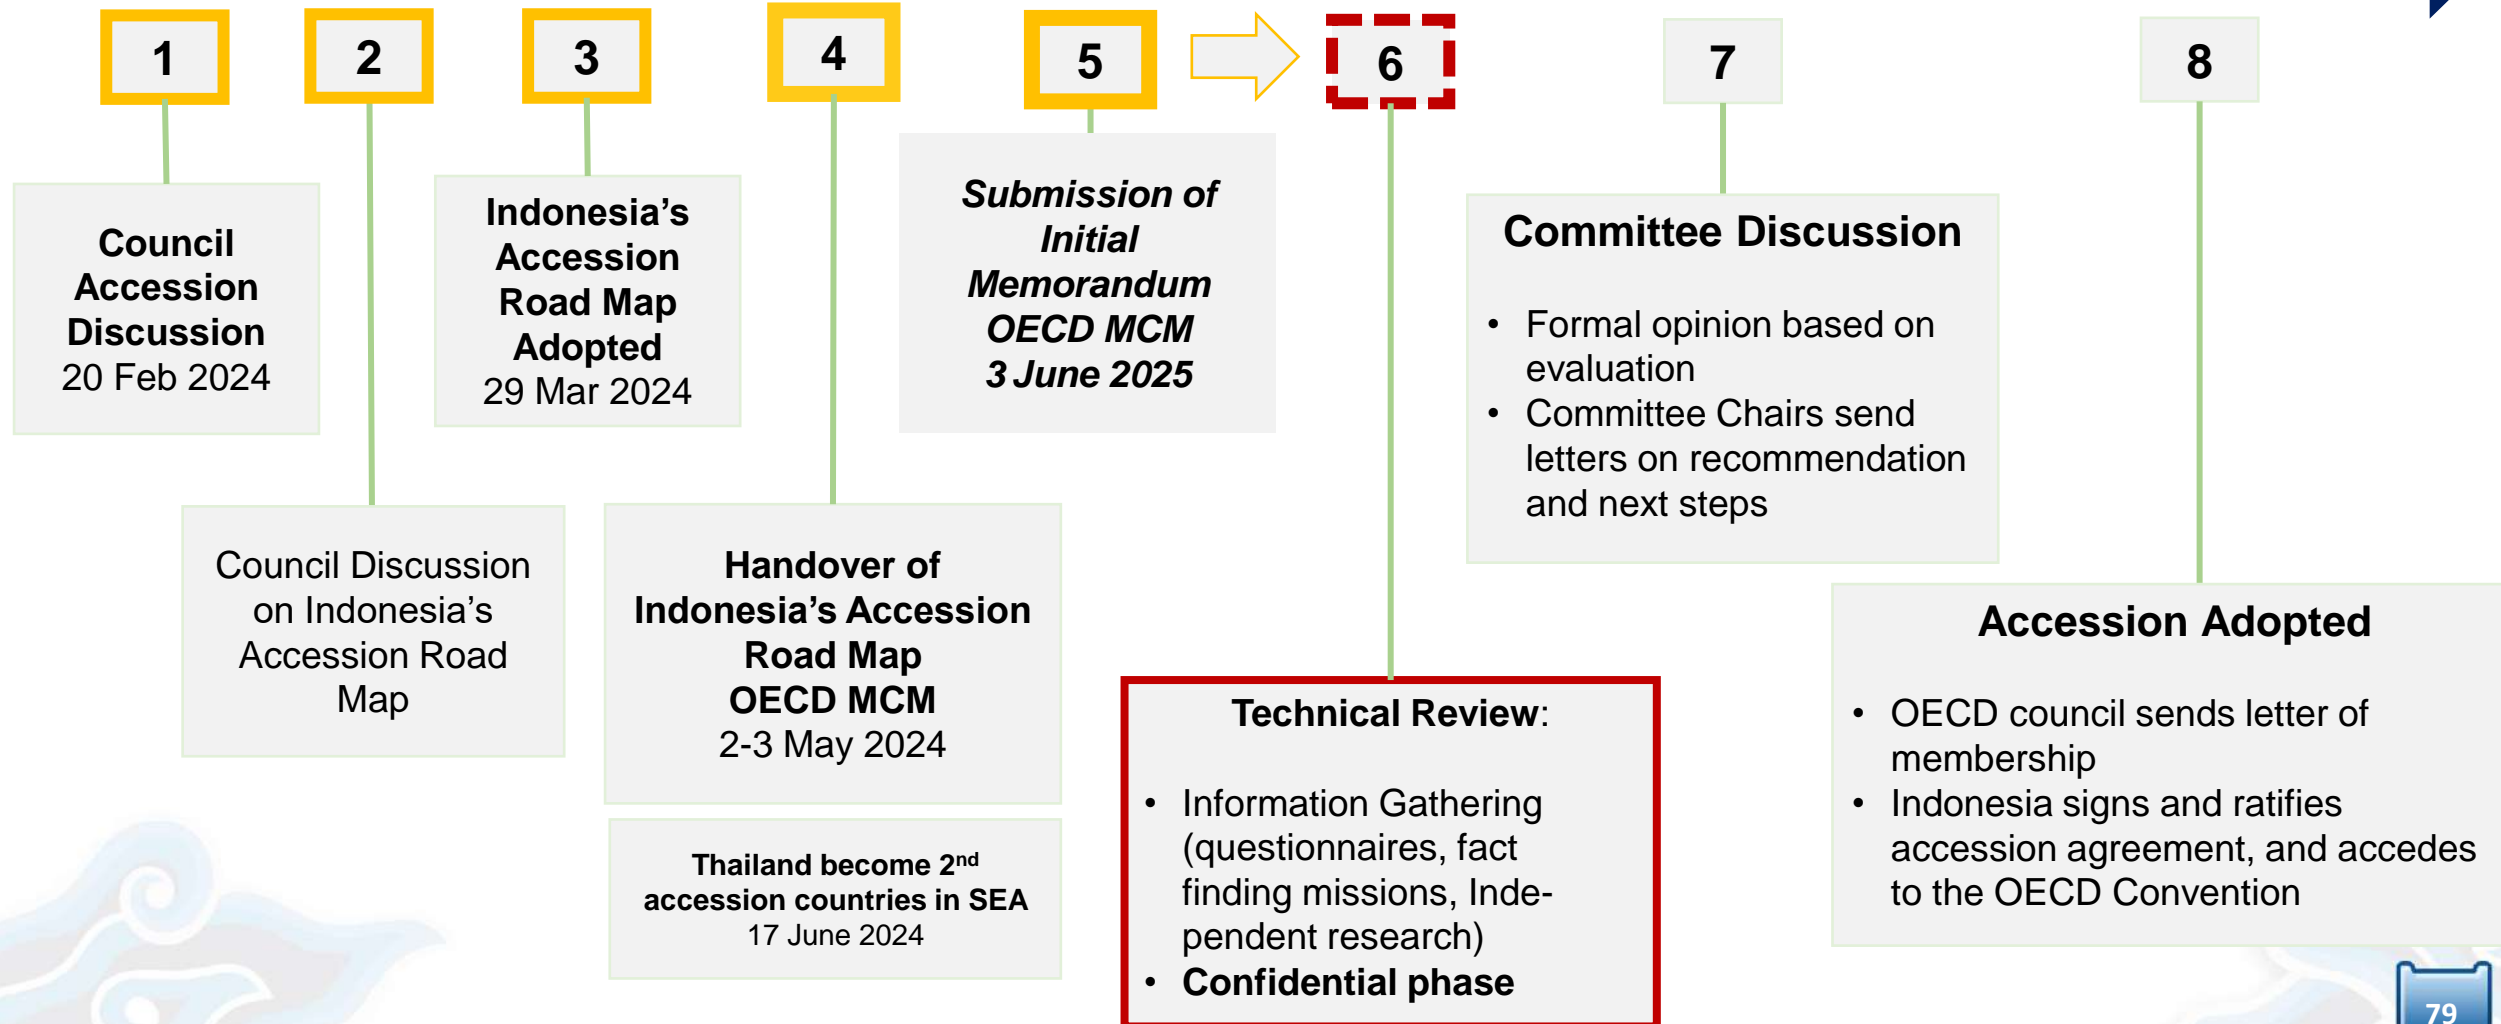 1
2
3
4
5
6
7
8
Council
Accession
Discussion
20 Feb 2024
Council Discussion
on Indonesia’s
Accession Road
Map
Indonesia’s
Accession
Road Map
Adopted
29 Mar 2024
Handover of
Indonesia’s Accession
Road Map
OECD MCM
2-3 May 2024
Thailand become 2nd
accession countries in SEA
17 June 2024
Submission of
Initial
Memorandum
OECD MCM
3 June 2025
Technical Review:
• Information Gathering
(questionnaires, fact
finding missions, Inde-
pendent research)
• Confidential phase
Committee Discussion
• Formal opinion based on
evaluation
• Committee Chairs send
letters on recommendation
and next steps
Accession Adopted
• OECD council sends letter of
membership
• Indonesia signs and ratifies
accession agreement, and accedes
to the OECD Convention
79